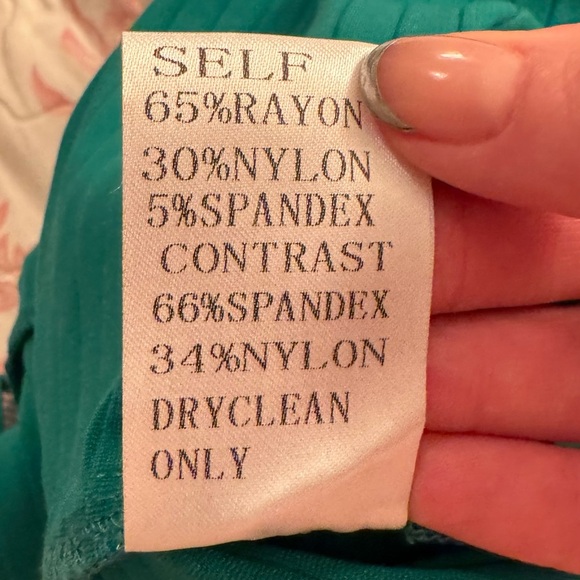 SELF
65%RAYON
30%NYLON
5%SPANDEX
CONTRAST
66%SPANDEX
34%NYLON
DRYCLEAN
ONLY